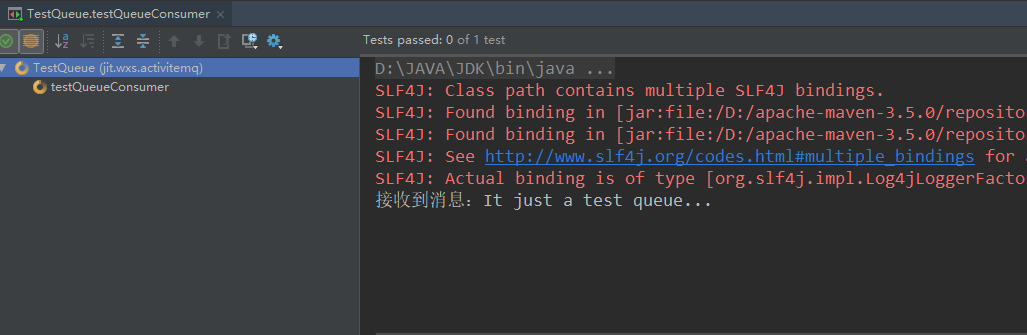 TestQueue.testQueueConsumer
Tests passed: 0 of 1 test
TestQueue (jit.wxs.activitemq)
testQueueConsumer
D:\JAVA\JDK\bin\java ...
SLF4J: Class path contains multiple SLF4J bindings.
SLF4J: Found binding in [jar:file:/D:/apache-maven-3.5.0/reposito
SLF4J: Found binding in [jar:file:/D:/apache-maven-3.5.0/reposito
SLF4J: See http://www.slf4j.org/codes.html#multiple_bindings for
SLF4J: Actual binding is of type [org.slf4j.impl.Log4jLoggerFacto
接收到消息：It just a test queue...